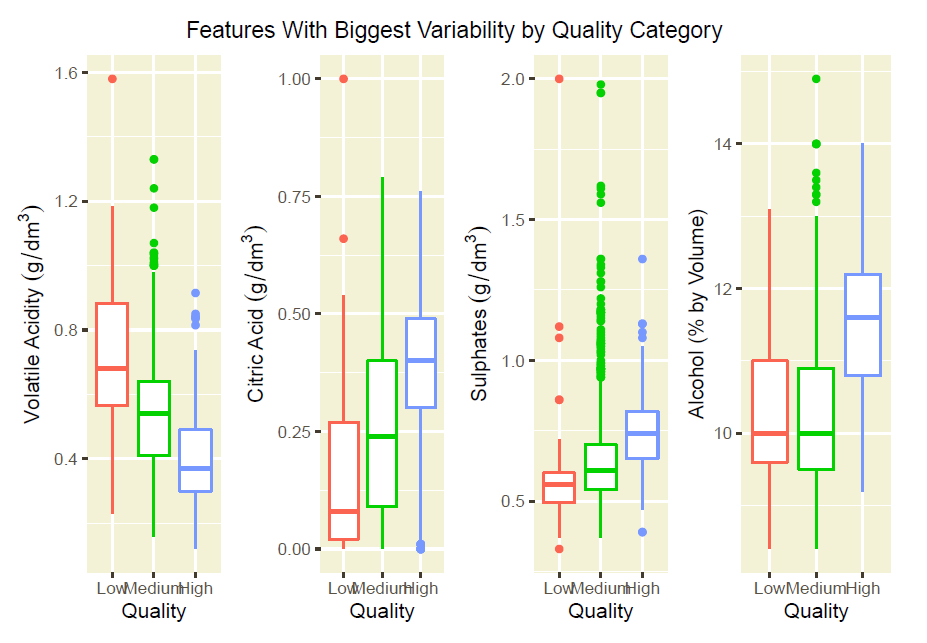 Features With Biggest Variability by Quality Category
Volatile Acidity (g/dm³)
1.6
1.2
0.8
0.4
Low Medium High
Quality
Citric Acid (g/dm³)
1.00
0.75
0.50
0.25
0.00
Low Medium High
Quality
Sulphates (g/dm³)
2.0
1.5
1.0
0.5
Low Medium High
Quality
Alcohol (% by Volume)
14
12
10
Low Medium High
Quality